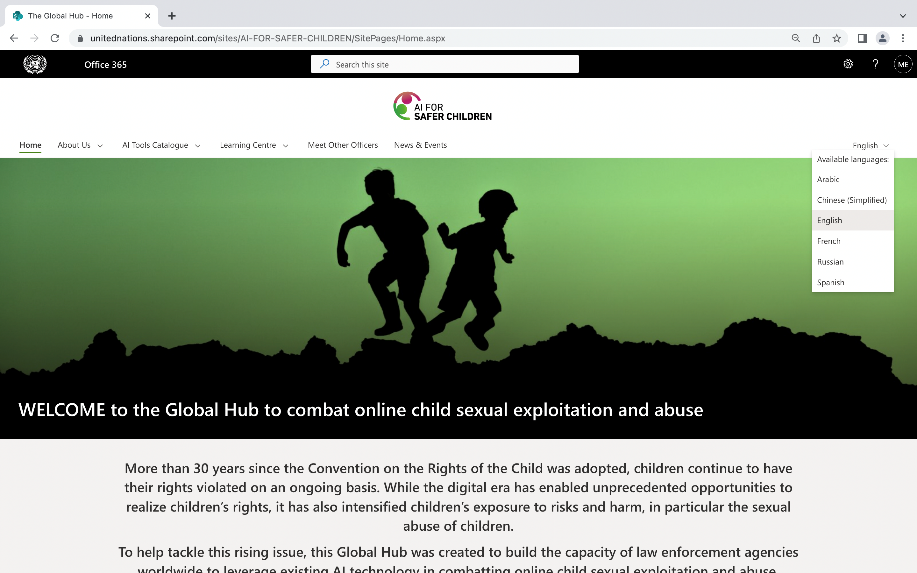 The Global Hub - Home
unitednations.sharepoint.com/sites/AI-FOR-SAFER-CHILDREN/SitePages/Home.aspx
Office 365
Search this site
ME
AI FOR
SAFER CHILDREN
Home About Us AI Tools Catalogue Learning Centre Meet Other Officers News & Events English
Available languages:
Arabic
Chinese (Simplified)
English
French
Russian
Spanish
WELCOME to the Global Hub to combat online child sexual exploitation and abuse
More than 30 years since the Convention on the Rights of the Child was adopted, children continue to have
their rights violated on an ongoing basis. While the digital era has enabled unprecedented opportunities to
realize children's rights, it has also intensified children's exposure to risks and harm, in particular the sexual
abuse of children.
To help tackle this rising issue, this Global Hub was created to build the capacity of law enforcement agencies
worldwide to leverage existing AI technology in combatting online child sexual exploitation and abuse